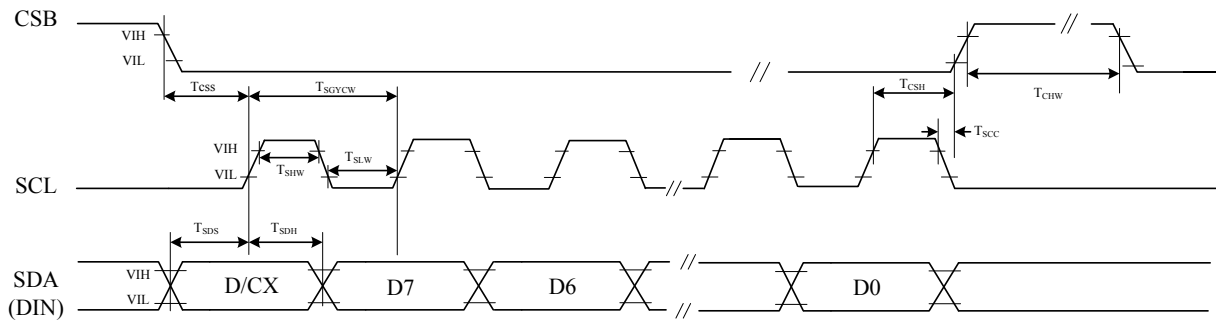 CSB
VIH
VIL
TCSS
TSGYCW
TCSH
TCHW
TSCC
SCL
VIH
VIL
TSHW
TSLW
TSDS
TSDH
SDA
(DIN)
VIH
VIL
D/CX
D7
D6
D0